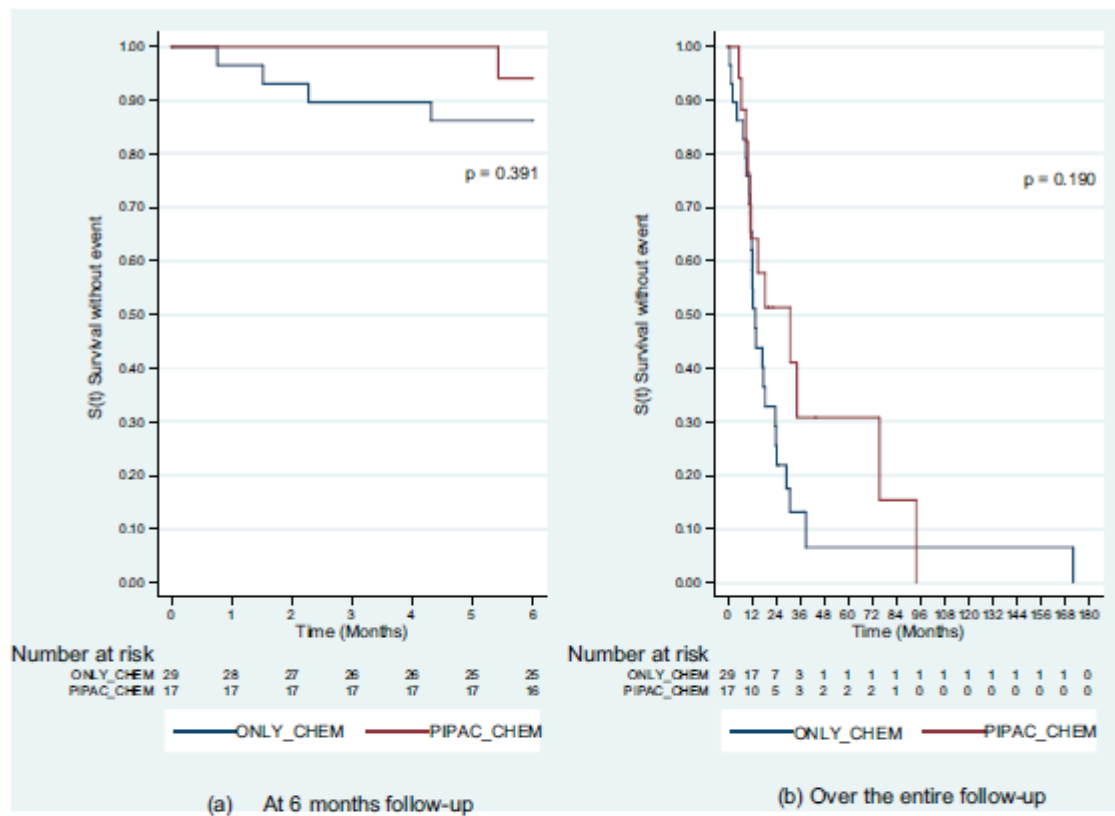 1.00
0.90
0.80
0.70
0.60
0.50
0.40
0.30
0.20
0.10
0.00
S(t) Survival without event
p = 0.391
0 1 2 3 4 5 6
Time (Months)
Number at risk
ONLY_CHEM 29 28 27 26 26 25 25
PIPAC_CHEM 17 17 17 17 17 17 16
ONLY_CHEM PIPAC_CHEM
(a) At 6 months follow-up
1.00
0.90
0.80
0.70
0.60
0.50
0.40
0.30
0.20
0.10
0.00
S(t) Survival without event
p = 0.190
0 12 24 36 48 60 72 84 96 108 120 132 144 156 168 180
Time (Months)
Number at risk
ONLY_CHEM 29 17 7 3 1 1 1 1 1 1 1 1 1 1 1 0
PIPAC_CHEM 17 10 5 3 2 2 2 1 0 0 0 0 0 0 0 0
ONLY_CHEM PIPAC_CHEM
(b) Over the entire follow-up